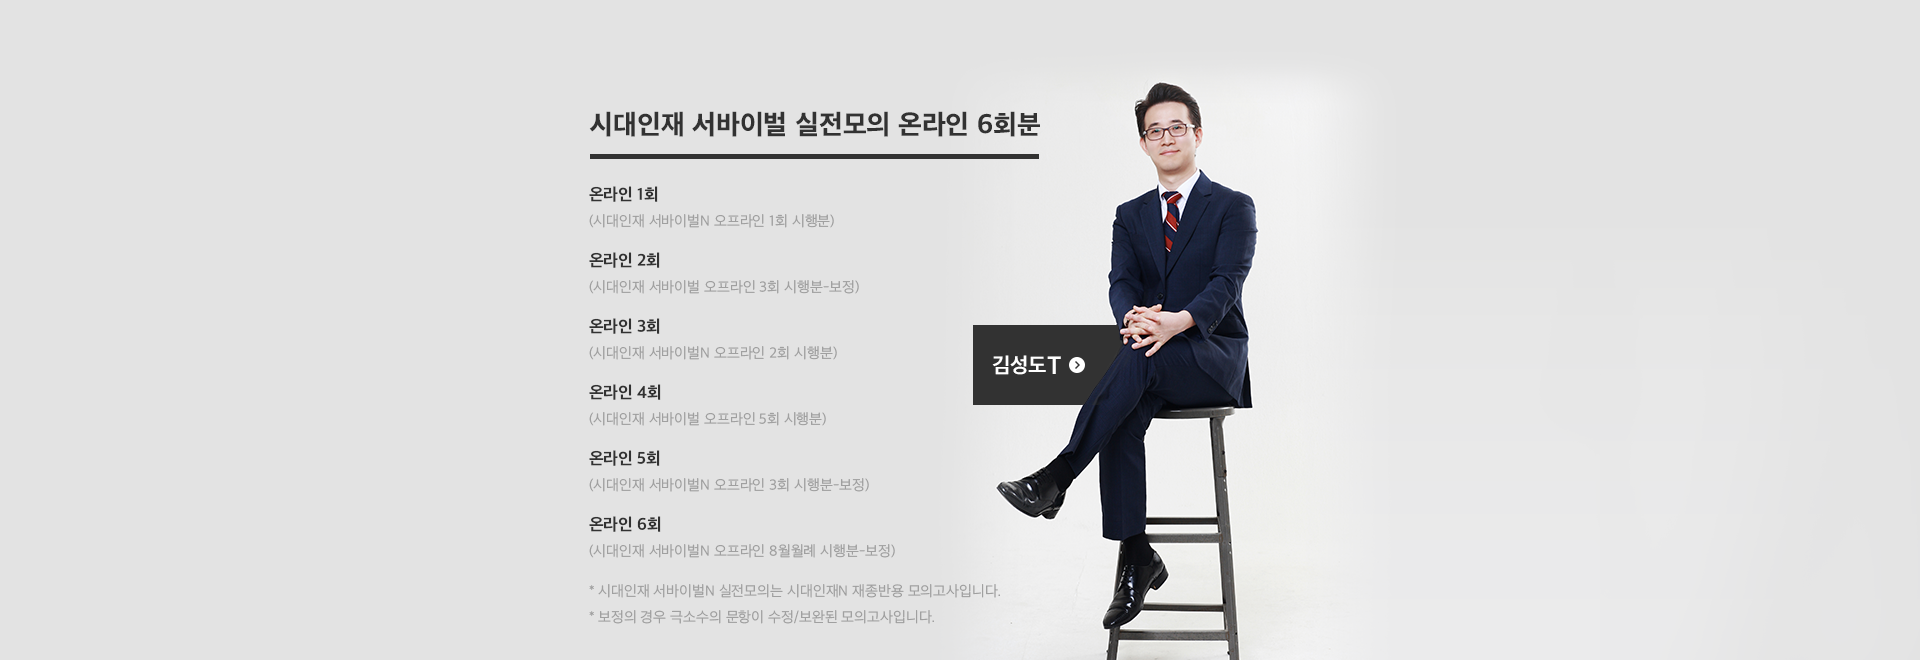 시대인재 서바이벌 실전모의 온라인 6회분
온라인 1회
(시대인재 서바이벌N 오프라인 1회 시행분)
온라인 2회
(시대인재 서바이벌 오프라인 3회 시행분-보정)
온라인 3회
(시대인재 서바이벌N 오프라인 2회 시행분)
온라인 4회
(시대인재 서바이벌 오프라인 5회 시행분)
온라인 5회
(시대인재 서바이벌N 오프라인 3회 시행분-보정)
온라인 6회
(시대인재 서바이벌N 오프라인 8월월례 시행분-보정)
* 시대인재 서바이벌N 실전모의는 시대인재N 재종반용 모의고사입니다.
* 보정의 경우 극소수의 문항이 수정/보완된 모의고사입니다.
김성도T